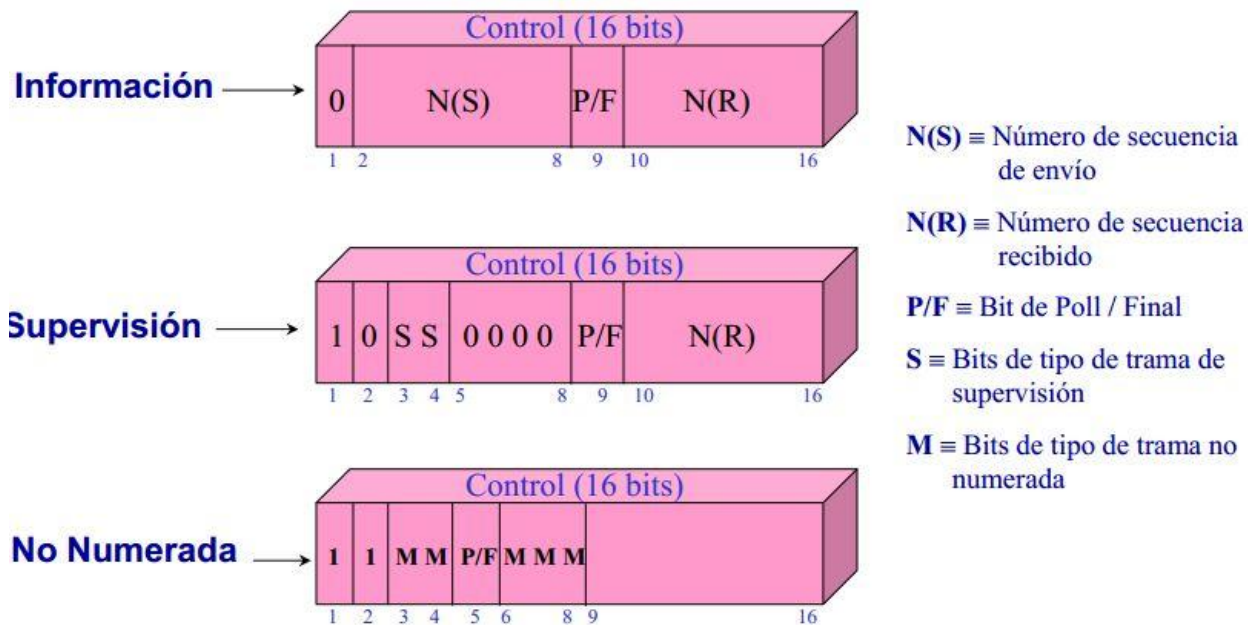 Control (16 bits)
Información
0 N(S) P/F N(R)
1 2 8 9 10 16
Control (16 bits)
Supervisión
1 0 S S 0 0 0 0 P/F N(R)
1 2 3 4 5 8 9 10 16
Control (16 bits)
No Numerada
1 1 M M P/F M M M
1 2 3 4 5 6 8 9 16
N(S) ≡ Número de secuencia
de envío
N(R) ≡ Número de secuencia
recibido
P/F ≡ Bit de Poll / Final
S ≡ Bits de tipo de trama de
supervisión
M ≡ Bits de tipo de trama no
numerada